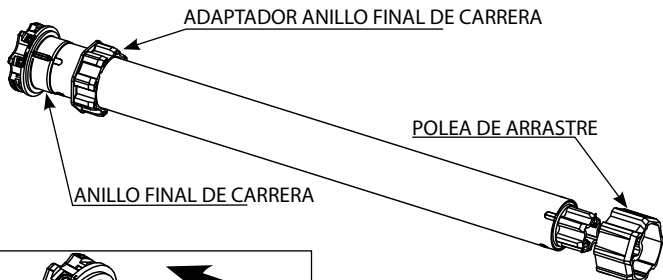 ADAPTADOR ANILLO FINAL DE CARRERA
POLEA DE ARRASTRE
ANILLO FINAL DE CARRERA